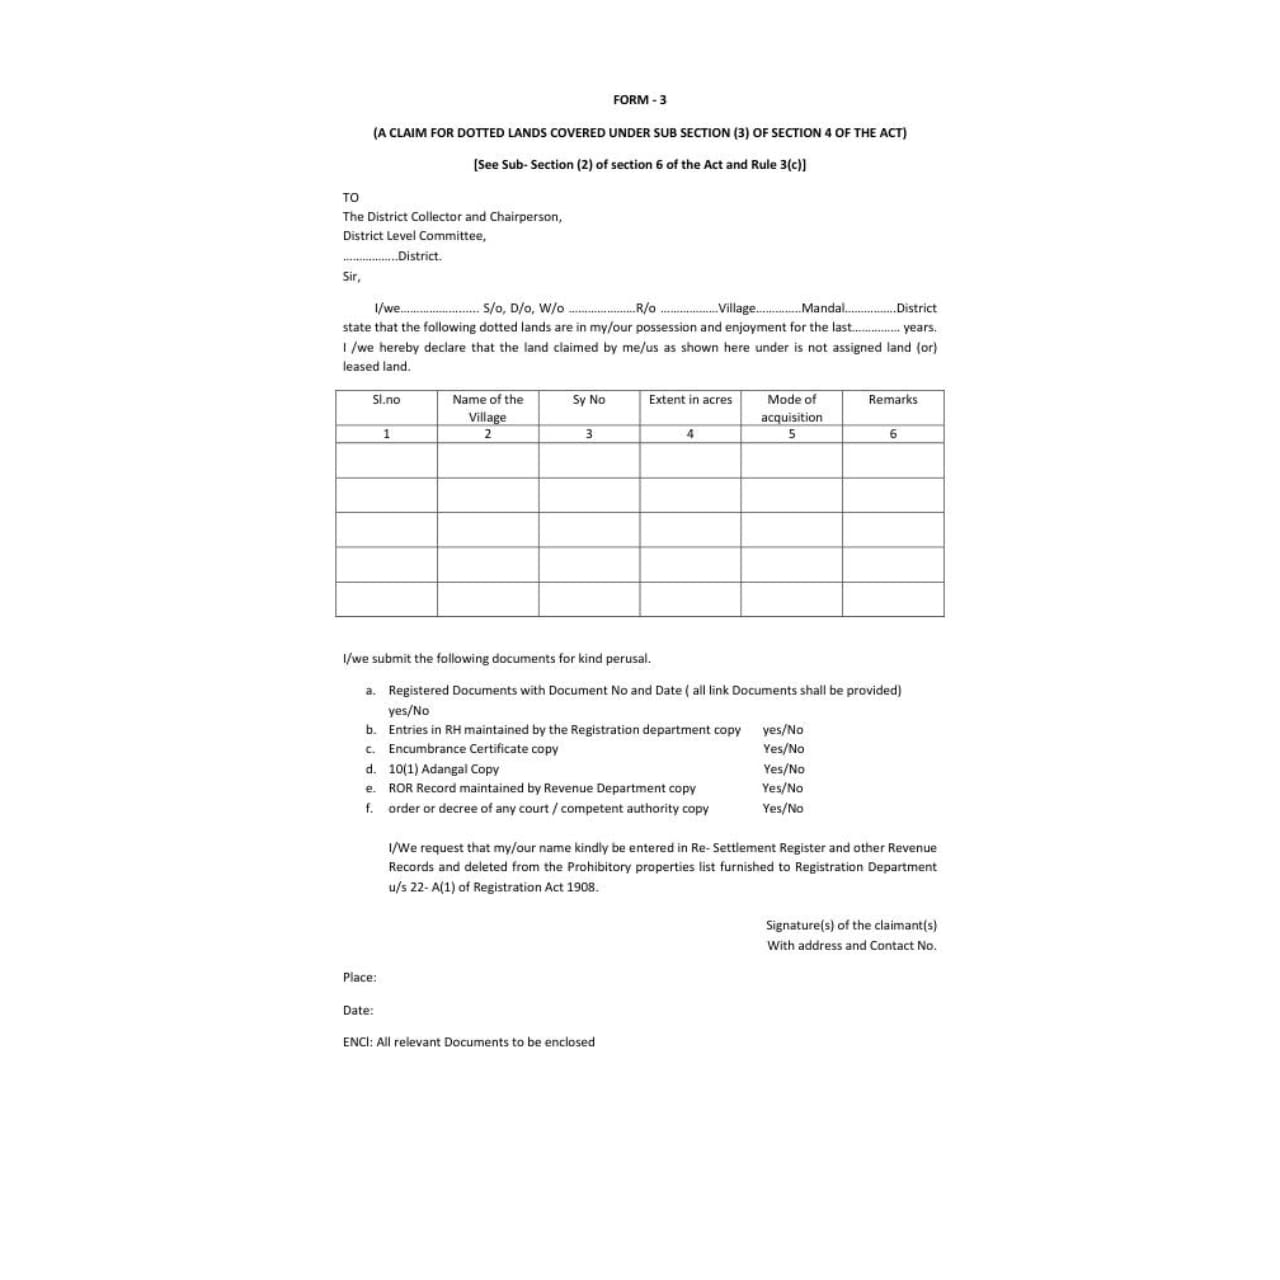 FORM - 3
(A CLAIM FOR DOTTED LANDS COVERED UNDER SUB SECTION (3) OF SECTION 4 OF THE ACT)
[See Sub- Section (2) of section 6 of the Act and Rule 3(c)]
TO
The District Collector and Chairperson,
District Level Committee,
.................District.
Sir,
I/we........................ S/o, D/o, W/o .....................R/o ..................Village..............Mandal................District
state that the following dotted lands are in my/our possession and enjoyment for the last............... years.
I /we hereby declare that the land claimed by me/us as shown here under is not assigned land (or)
leased land.
Sl.no Name of the Village Sy No Extent in acres Mode of acquisition Remarks
1 2 3 4 5 6
I/we submit the following documents for kind perusal.
a. Registered Documents with Document No and Date ( all link Documents shall be provided)
yes/No
b. Entries in RH maintained by the Registration department copy yes/No
c. Encumbrance Certificate copy Yes/No
d. 10(1) Adangal Copy Yes/No
e. ROR Record maintained by Revenue Department copy Yes/No
f. order or decree of any court / competent authority copy Yes/No
I/We request that my/our name kindly be entered in Re- Settlement Register and other Revenue
Records and deleted from the Prohibitory properties list furnished to Registration Department
u/s 22- A(1) of Registration Act 1908.
Signature(s) of the claimant(s)
With address and Contact No.
Place:
Date:
ENCl: All relevant Documents to be enclosed